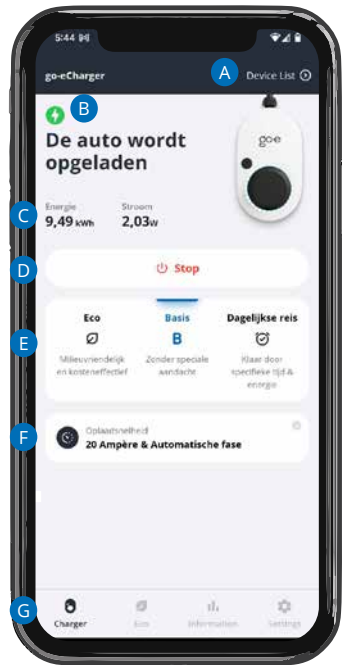 5:44
go-eCharger
A
Device List
B
De auto wordt
opgeladen
go-e
C
Energie
Stroom
9,49 kWh
2,03w
D
Stop
E
Eco
Basis
Dagelijkse reis
B
Milieuvriendelijk
en kosteneffectief
Zonder speciale
aandacht
Klaar door
specifieke tijd &
energie
F
Oplaadsnelheid
20 Ampère & Automatische fase
G
Charger
Eco
Information
Settings